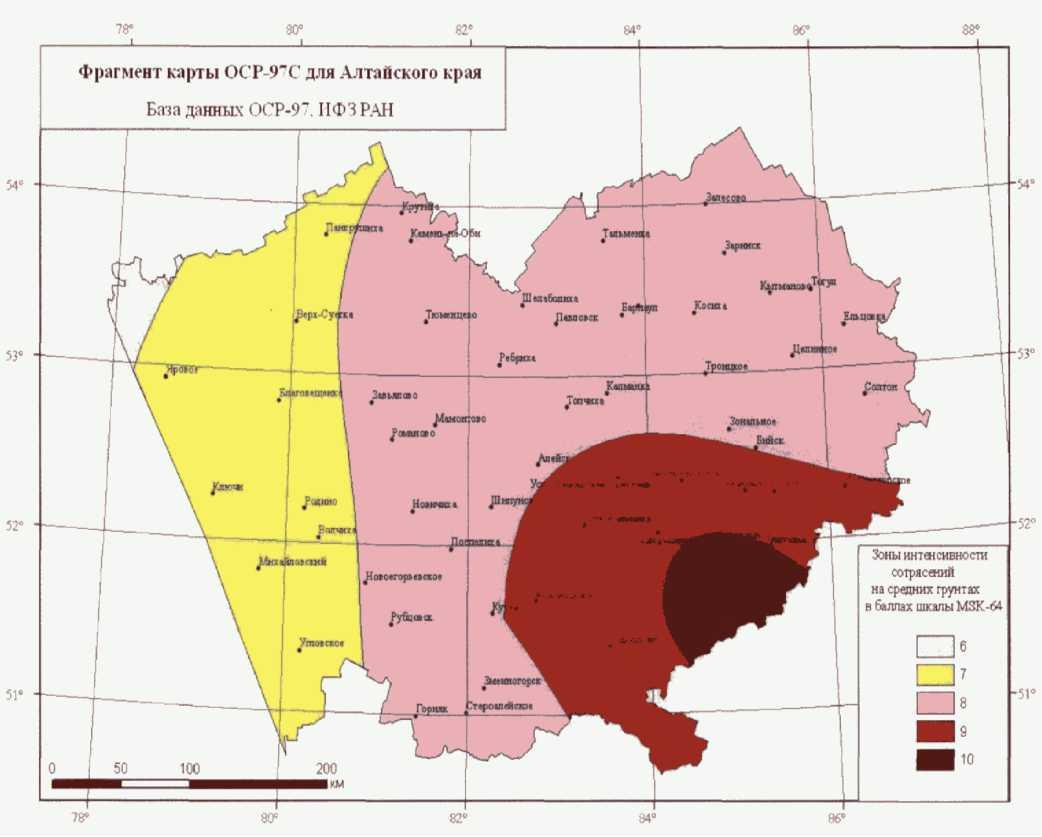 78°
80°
82°
84°
86°
88°
Фрагмент карты ОСР-97С для Алтайского края
База данных ОСР-97, ИФЗ РАН
54°
54°
Крутиха
Залесово
Панкрушиха
Камень-на-Оби
Тальменка
Заринск
Кытманово
Тогул
Шелаболиха
Верх-Суетка
Тюменцево
Павловск
Барнаул
Косиха
Ельцовка
53°
53°
Ребриха
Целинное
Яровое
Троицкое
Благовещенка
Завьялово
Калманка
Солтон
Топчиха
Мамонтово
Романово
Зональное
Бийск
Алейск
Ключи
Родино
Новичиха
Шипуново
52°
52°
Волчиха
Поспелиха
Михайловский
Новоегорьевское
Рубцовск
Угловское
Змеиногорск
51°
51°
Горняк
Староалейское
Зоны интенсивности
сотрясений
на средних грунтах
в баллах шкалы MSK-64
6
7
8
9
10
0
50
100
200
км
78°
80°
82°
84°
86°